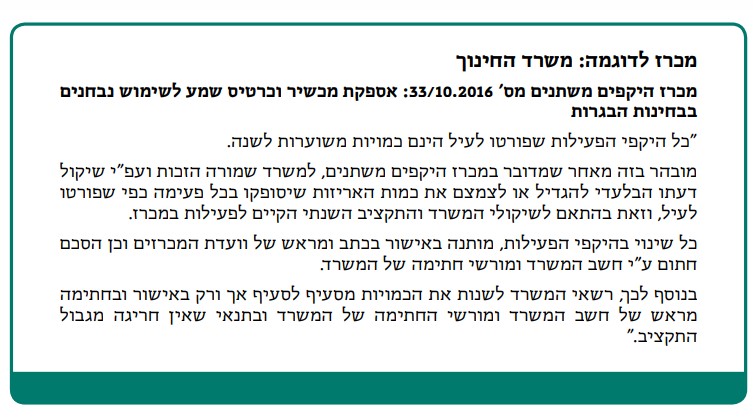 מכרז לדוגמה: משרד החינוך
מכרז היקפים משתנים מס' 33/10.2016: אספקת מכשיר וכרטיס שמע לשימוש נבחנים
בבחינות הבגרות
"כל היקפי הפעילות שפורטו לעיל הינם כמויות משוערות לשנה.
מובהר בזה מאחר שמדובר במכרז היקפים משתנים, למשרד שמורה הזכות ועפ"י שיקול
דעתו הבלעדי להגדיל או לצמצם את כמות האריזות שיסופקו בכל פעימה כפי שפורטו
לעיל, וזאת בהתאם לשיקולי המשרד והתקציב השנתי הקיים לפעילות במכרז.
כל שינוי בהיקפי הפעילות, מותנה באישור בכתב ומראש של וועדת המכרזים וכן הסכם
חתום ע"י חשב המשרד ומורשי חתימה של המשרד.
בנוסף לכך, רשאי המשרד לשנות את הכמויות מסעיף לסעיף אך ורק באישור ובחתימה
מראש של חשב המשרד ומורשי החתימה של המשרד ובתנאי שאין חריגה מגבול
התקציב."